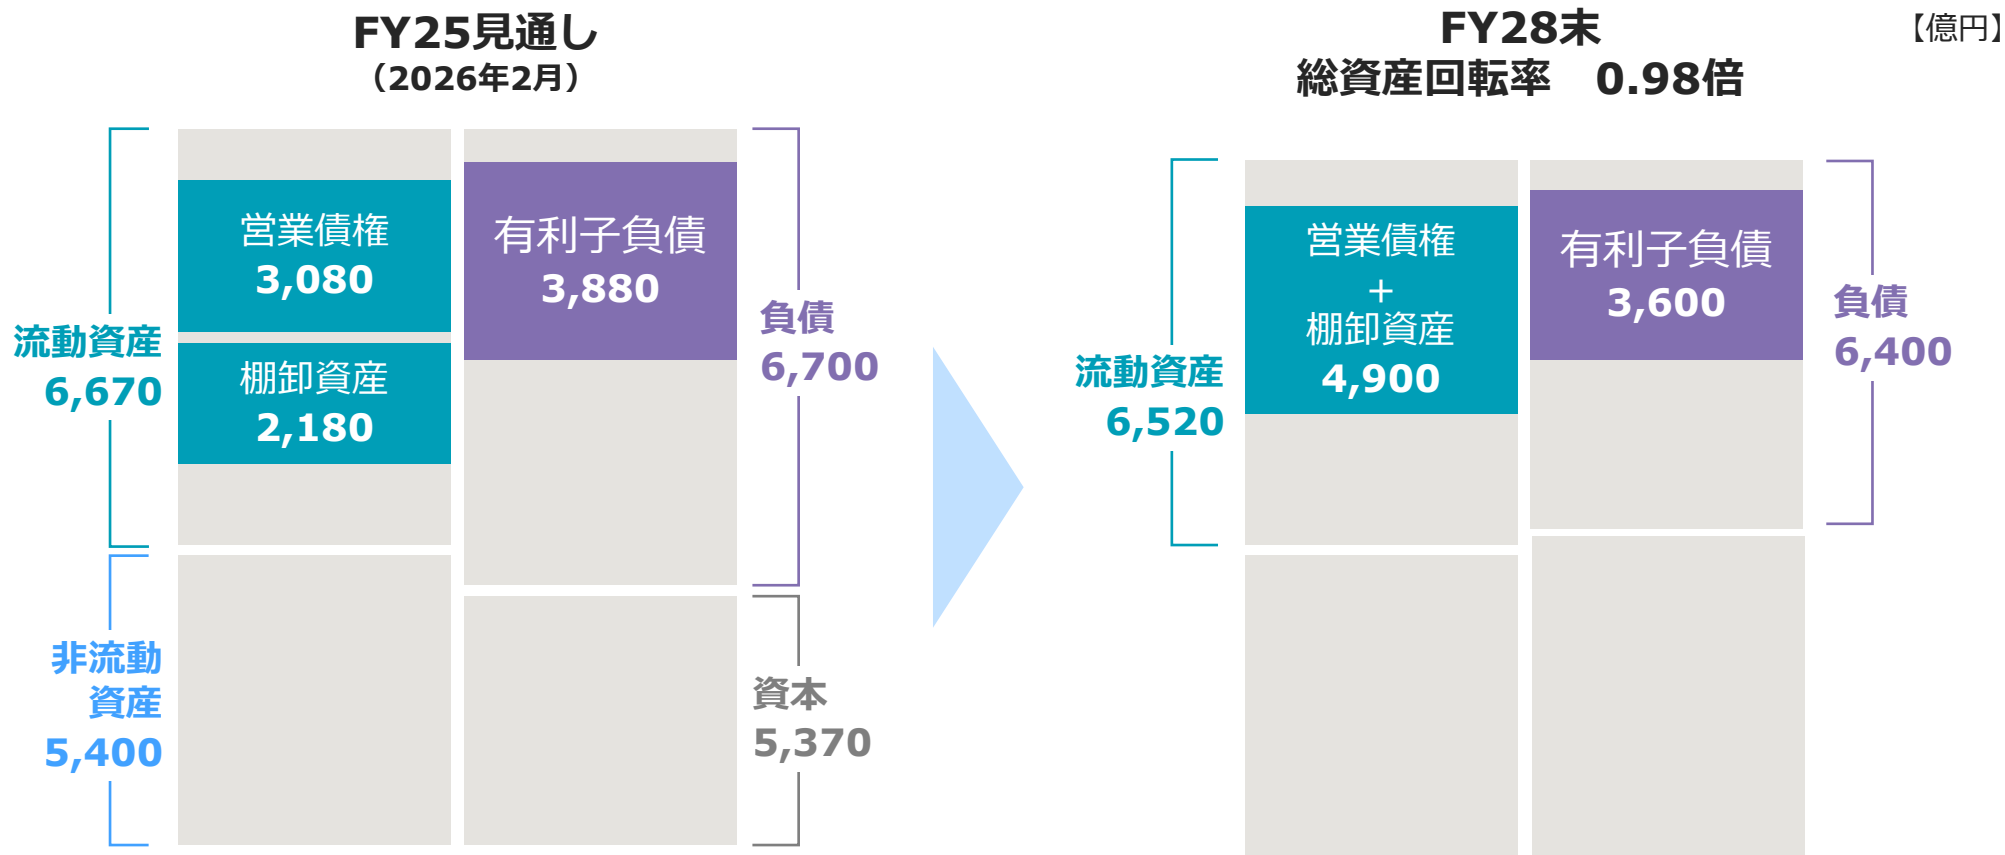 FY25見通し
（2026年2月）
流動資産
6,670
営業債権
3,080
棚卸資産
2,180
有利子負債
3,880
負債
6,700
非流動
資産
5,400
資本
5,370
FY28末
総資産回転率　0.98倍
【億円】
流動資産
6,520
営業債権
＋
棚卸資産
4,900
有利子負債
3,600
負債
6,400